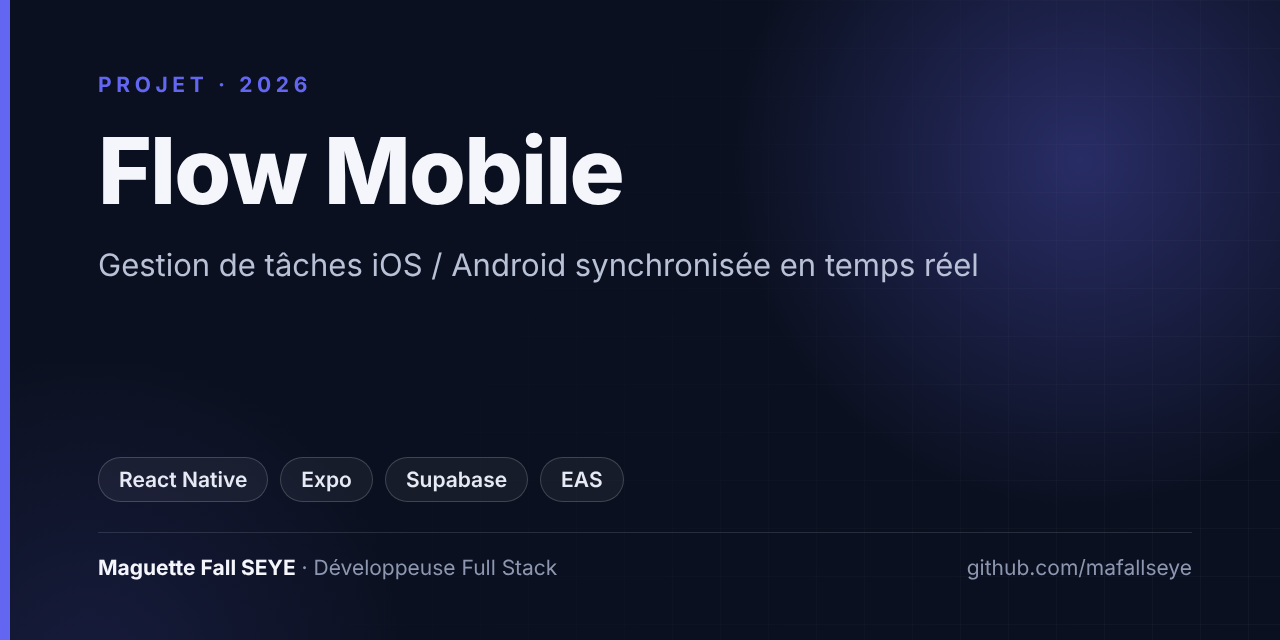 PROJET · 2026
Flow Mobile
Gestion de tâches iOS / Android synchronisée en temps réel
React Native Expo Supabase EAS
Maguette Fall SEYE · Développeuse Full Stack github.com/mafallseye